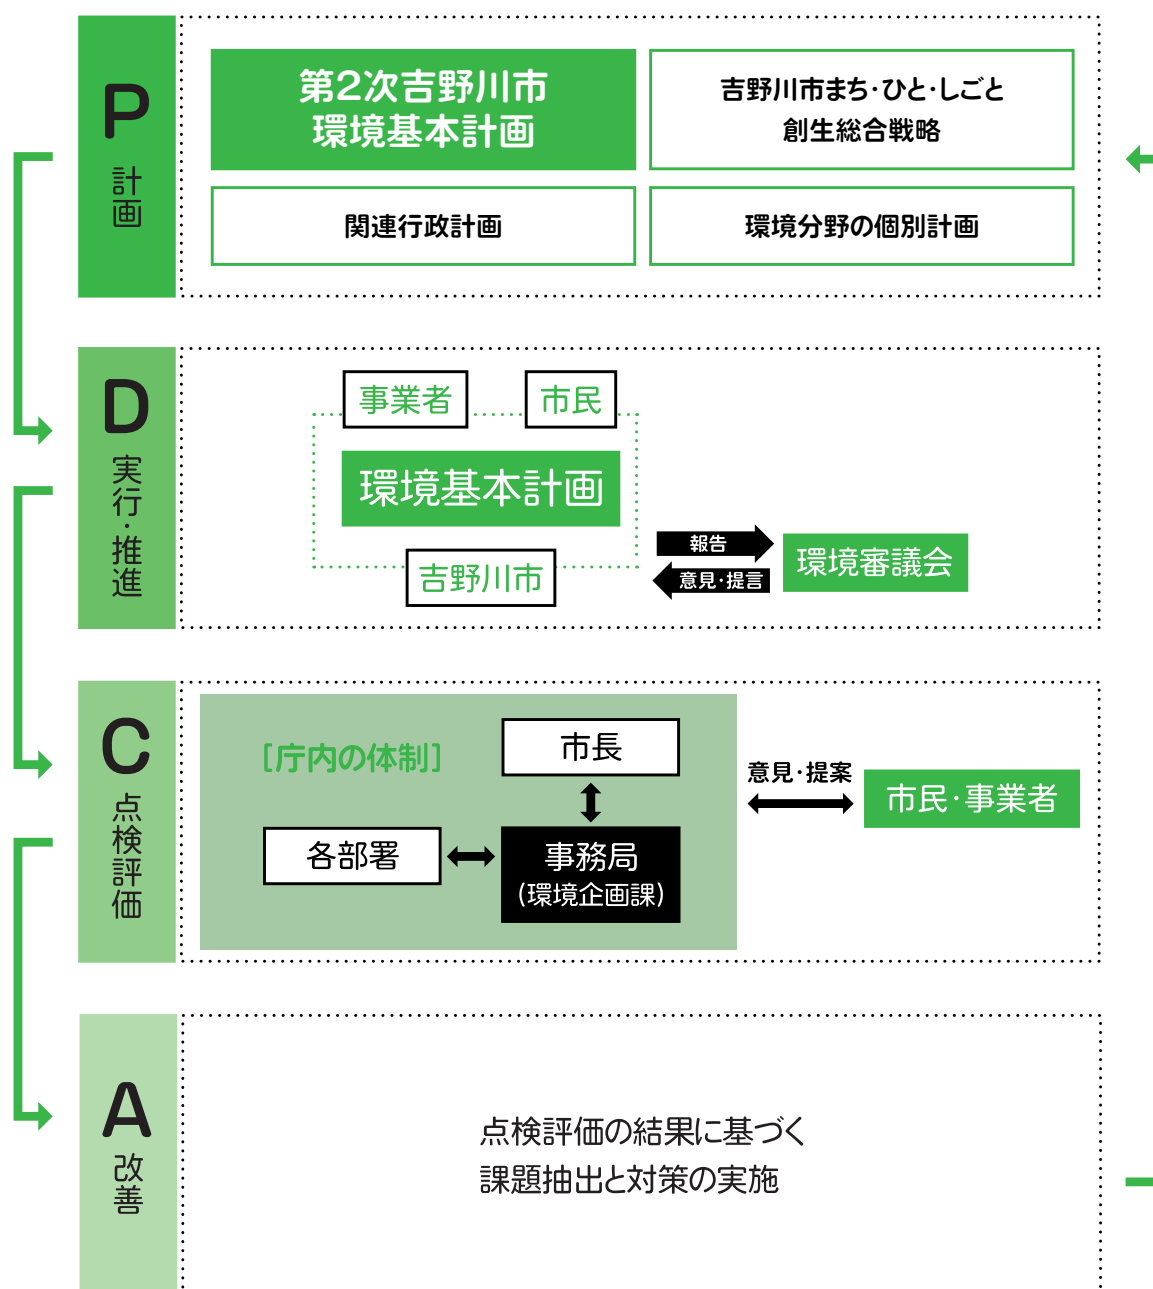 P
計画
第2次吉野川市
環境基本計画
吉野川市まち・ひと・しごと
創生総合戦略
関連行政計画
環境分野の個別計画
D
実行・推進
事業者
市民
環境基本計画
吉野川市
報告
意見・提言
環境審議会
C
点検評価
[庁内の体制]
市長
各部署
事務局
(環境企画課)
意見・提案
市民・事業者
A
改善
点検評価の結果に基づく
課題抽出と対策の実施